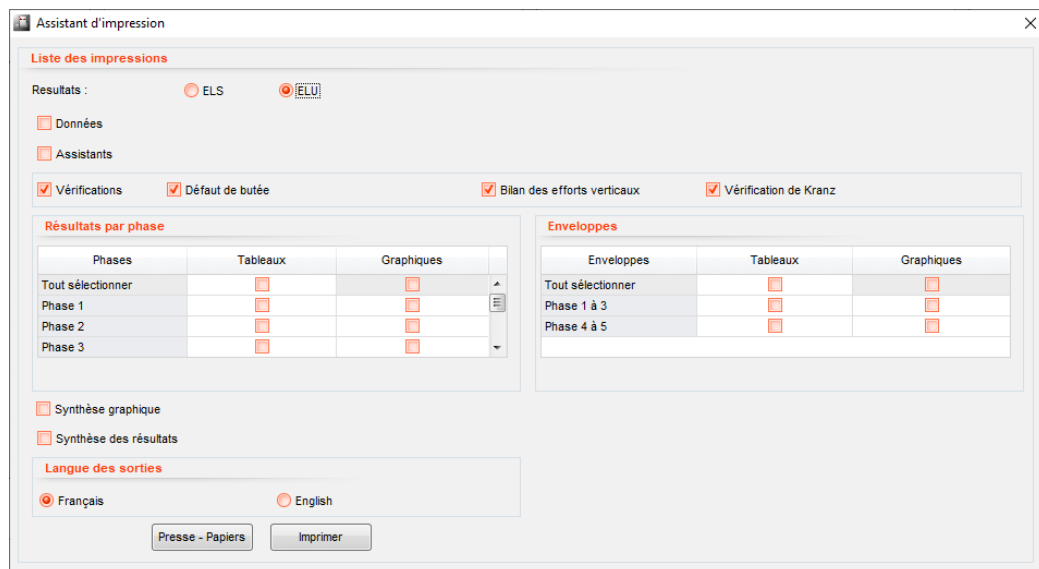 Assistant d'impression
Liste des impressions
Resultats : ELS ELU
Données
Assistants
Vérifications Défaut de butée Bilan des efforts verticaux Vérification de Kranz
Résultats par phase
Phases Tableaux Graphiques
Tout sélectionner
Phase 1
Phase 2
Phase 3
Enveloppes
Enveloppes Tableaux Graphiques
Tout sélectionner
Phase 1 à 3
Phase 4 à 5
Synthèse graphique
Synthèse des résultats
Langue des sorties
Français English
Presse - Papiers Imprimer